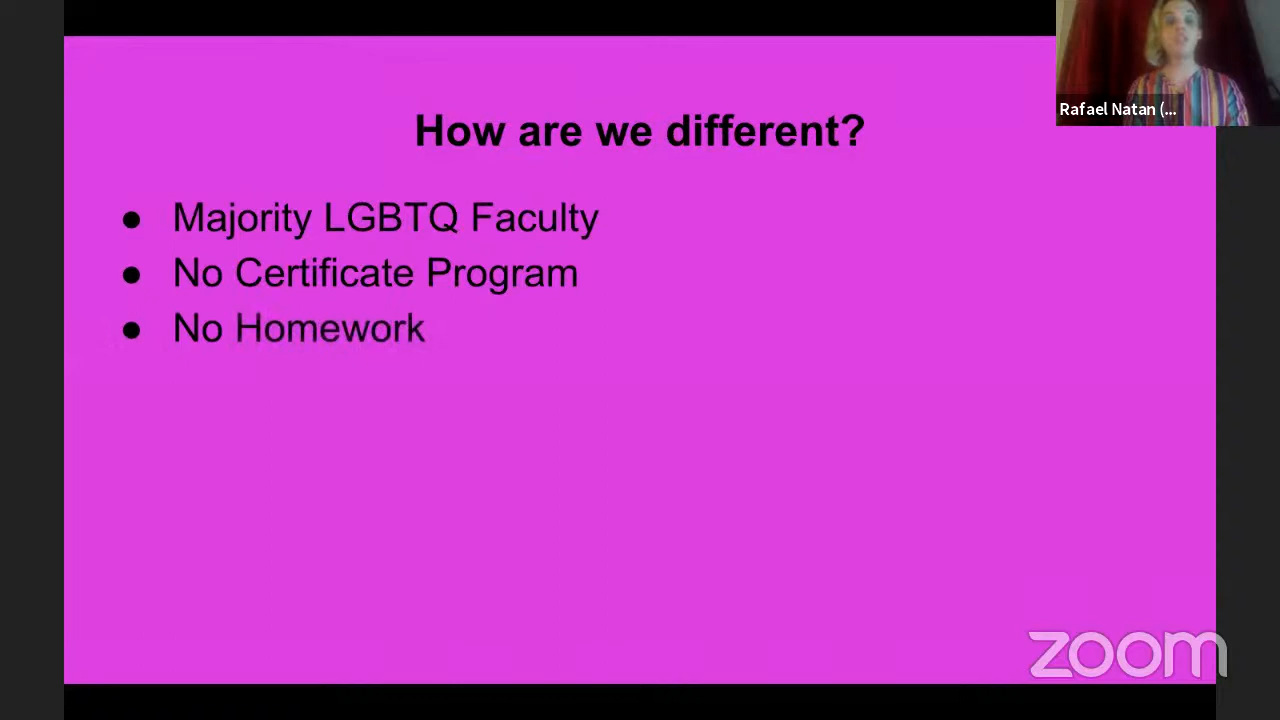 Rafael Natan (...
How are we different?
● Majority LGBTQ Faculty
● No Certificate Program
● No Homework
zoom